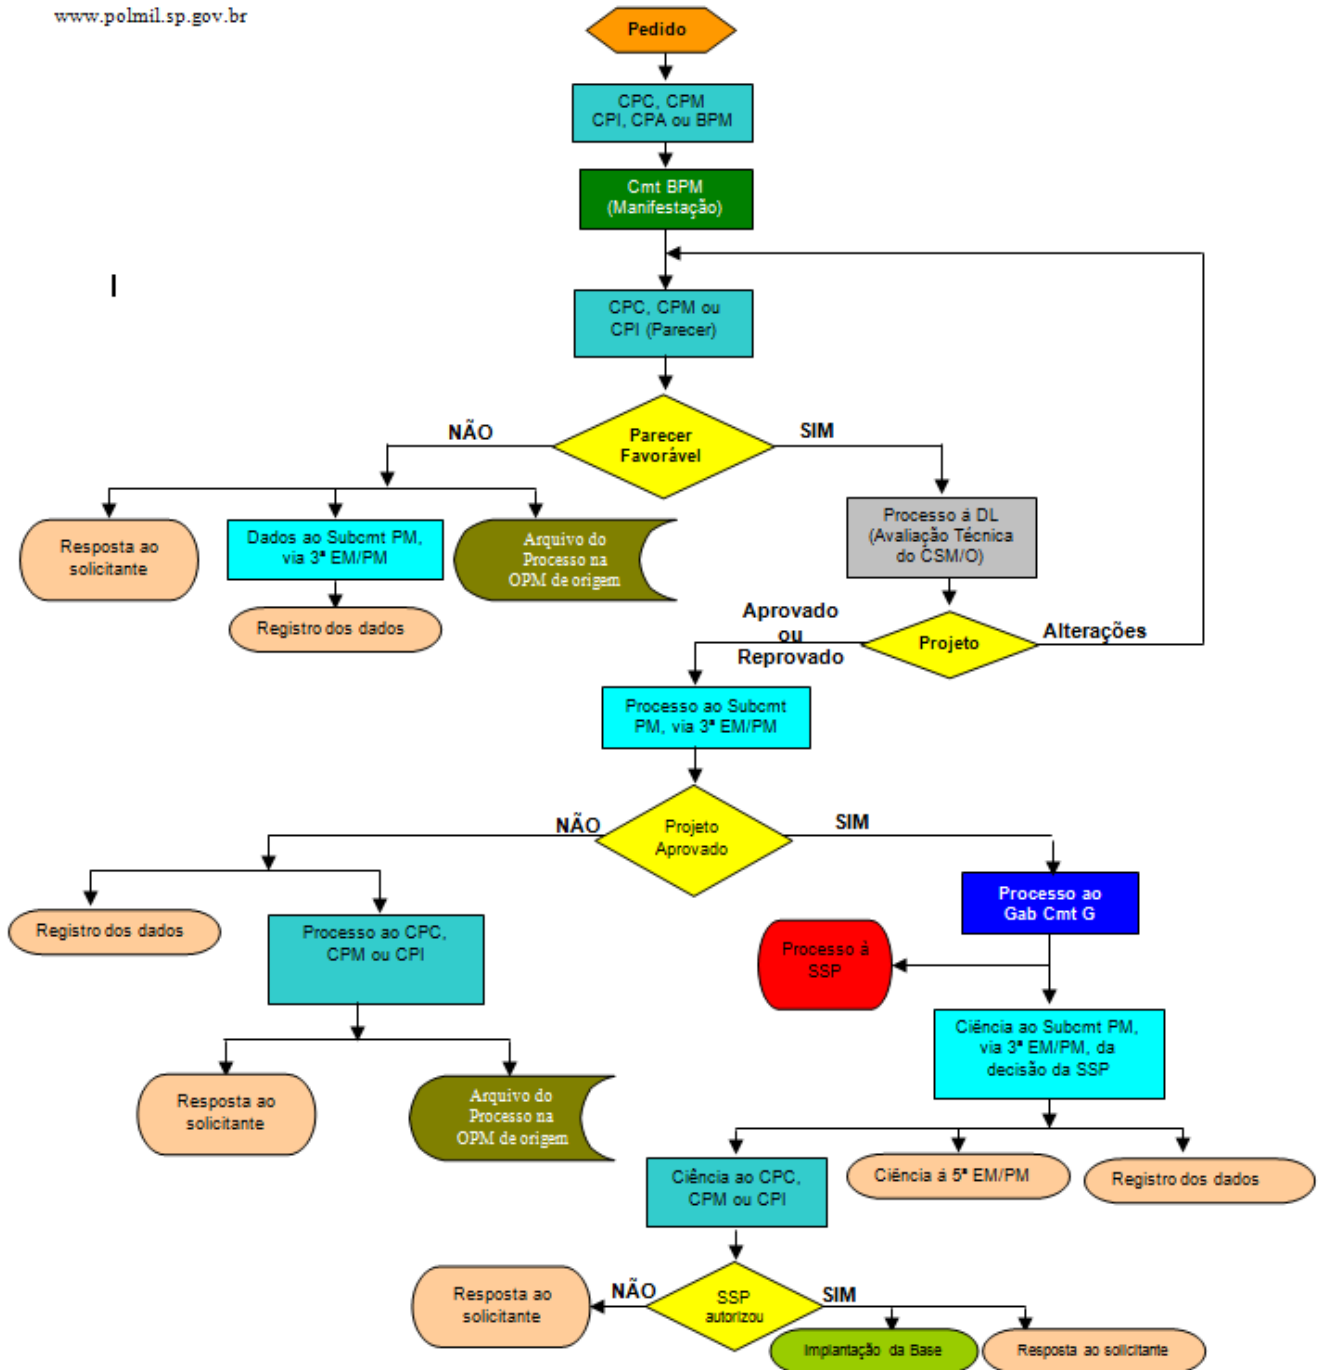 www.polmil.sp.gov.br
Pedido
CPC, CPM
CPI, CPA ou BPM
Cmt BPM
(Manifestação)
CPC, CPM ou
CPI (Parecer)
NÃO
Parecer
Favorável
SIM
Resposta ao
solicitante
Dados ao Subcmt PM,
via 3ª EM/PM
Arquivo do
Processo na
OPM de origem
Processo á DL
(Avaliação Técnica
do CSM/O)
Registro dos dados
Aprovado
ou
Reprovado
Projeto
Alterações
Processo ao Subcmt
PM, via 3ª EM/PM
NÃO
Projeto
Aprovado
SIM
Processo ao
Gab Cmt G
Registro dos dados
Processo ao CPC,
CPM ou CPI
Processo à
SSP
Ciência ao Subcmt PM,
via 3ª EM/PM, da
decisão da SSP
Resposta ao
solicitante
Arquivo do
Processo na
OPM de origem
Ciência ao CPC,
CPM ou CPI
Ciência á 5ª EM/PM
Registro dos dados
Resposta ao
solicitante
NÃO
SSP
autorizou
SIM
Implantação da Base
Resposta ao solicitante